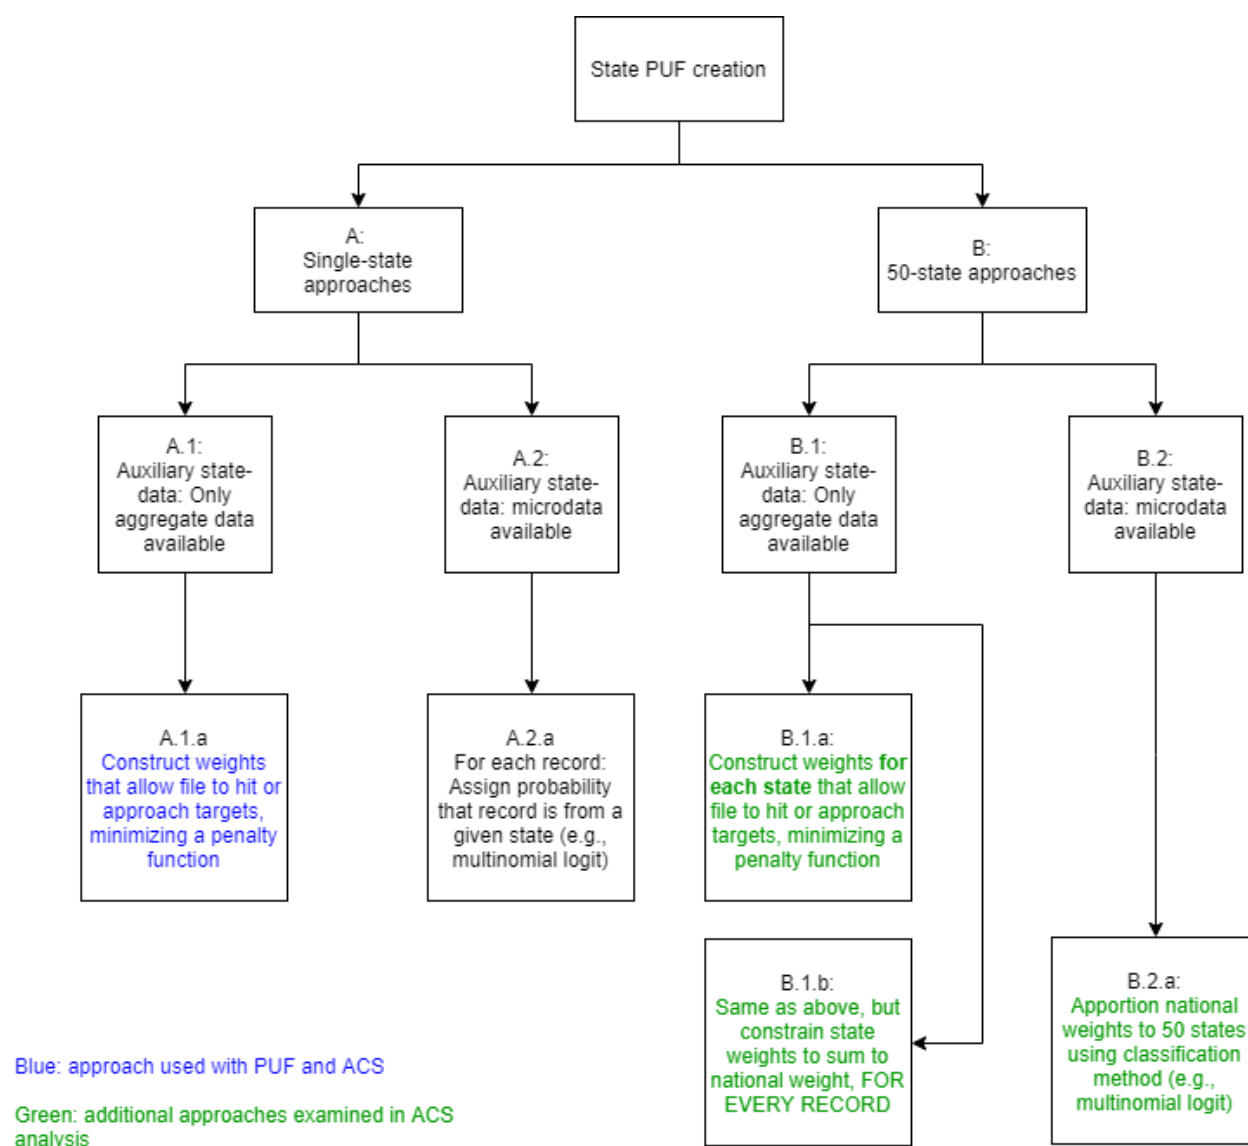 State PUF creation
A:
Single-state
approaches
B:
50-state approaches
A.1:
Auxiliary state-
data: Only
aggregate data
available
A.2:
Auxiliary state-
data: microdata
available
B.1:
Auxiliary state-
data: Only
aggregate data
available
B.2:
Auxiliary state-
data: microdata
available
A.1.a
Construct weights
that allow file to hit or
approach targets,
minimizing a penalty
function
A.2.a
For each record:
Assign probability
that record is from a
given state (e.g.,
multinomial logit)
B.1.a:
Construct weights for
each state that allow
file to hit or approach
targets, minimizing a
penalty function
B.1.b:
Same as above, but
constrain state
weights to sum to
national weight, FOR
EVERY RECORD
B.2.a:
Apportion national
weights to 50 states
using classification
method (e.g.,
multinomial logit)
Blue: approach used with PUF and ACS
Green: additional approaches examined in ACS
analysis